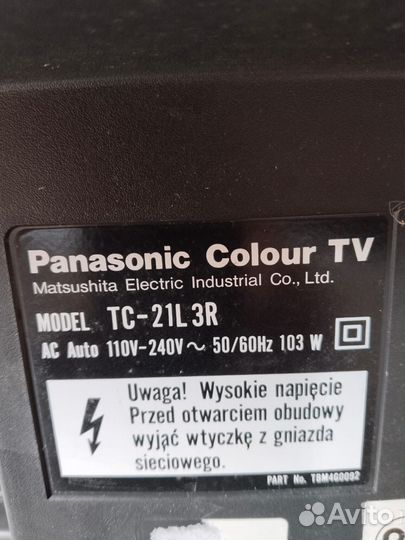 Panasonic Colour TV
Matsushita Electric Industrial Co., Ltd.
MODEL TC-21L3R
AC Auto 110V-240V~ 50/60Hz 103 W
Uwaga! Wysokie napięcie
Przed otwarciem obudowy
wyjąć wtyczkę z gniazda
sieciowego.
PART No. TBM4G0092
Avito